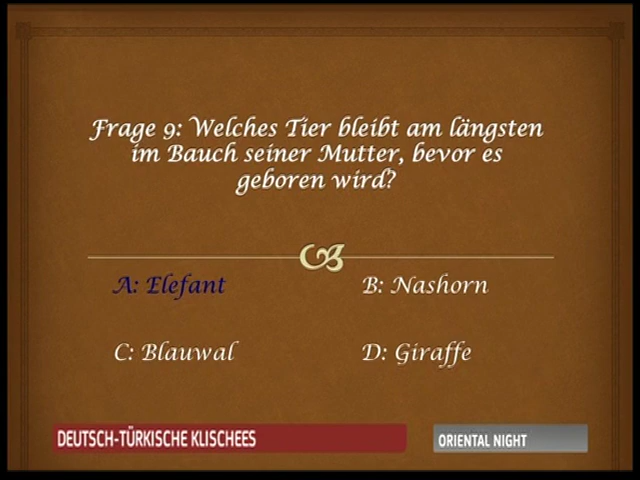 Frage 9: Welches Tier bleibt am längsten
im Bauch seiner Mutter, bevor es
geboren wird?
A: Elefant
B: Nashorn
C: Blauwal
D: Giraffe
DEUTSCH-TÜRKISCHE KLISCHEES
ORIENTAL NIGHT